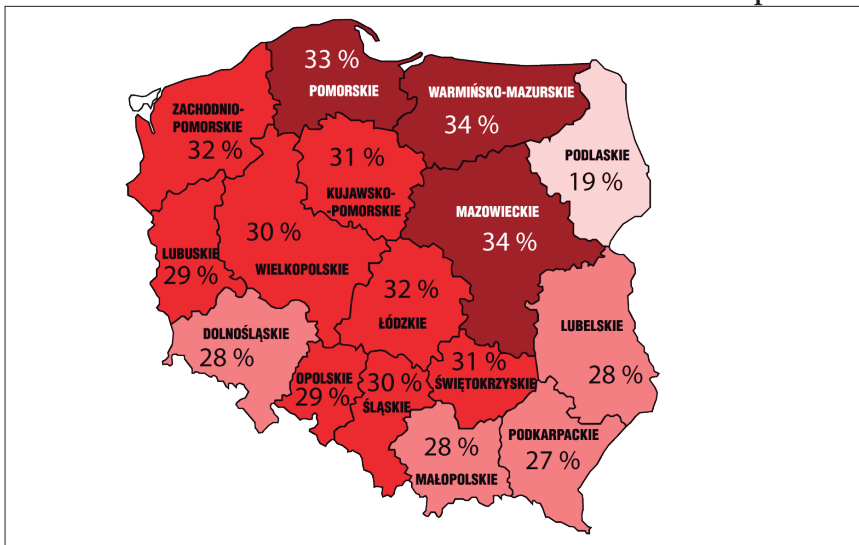 33 %
POMORSKIE
WARMIŃSKO-MAZURSKIE
34 %
ZACHODNIO-
POMORSKIE
32 %
31 %
KUJAWSKO-
-POMORSKIE
PODLASKIE
19 %
MAZOWIECKIE
34 %
30 %
WIELKOPOLSKIE
LUBUSKIE
29 %
32 %
ŁÓDZKIE
DOLNOŚLĄSKIE
28 %
LUBELSKIE
28 %
OPOLSKIE
29 %
30 %
ŚLĄSKIE
31 %
ŚWIĘTOKRZYSKIE
28 %
MAŁOPOLSKIE
PODKARPACKIE
27 %